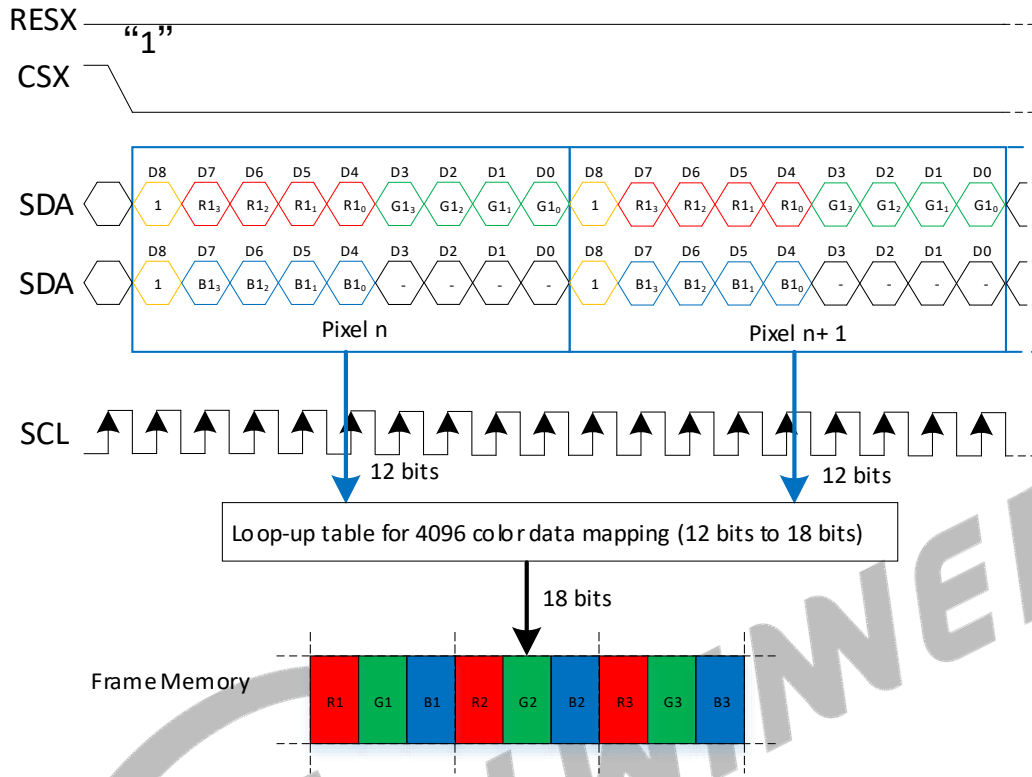 RESX
“1”
CSX
D8 D7 D6 D5 D4 D3 D2 D1 D0 D8 D7 D6 D5 D4 D3 D2 D1 D0
SDA 1 R1₃ R1₂ R1₁ R1₀ G1₃ G1₂ G1₁ G1₀ 1 R1₃ R1₂ R1₁ R1₀ G1₃ G1₂ G1₁ G1₀
D8 D7 D6 D5 D4 D3 D2 D1 D0 D8 D7 D6 D5 D4 D3 D2 D1 D0
SDA 1 B1₃ B1₂ B1₁ B1₀ - - - - 1 B1₃ B1₂ B1₁ B1₀ - - - -
Pixel n Pixel n+ 1
SCL
12 bits 12 bits
Loop-up table for 4096 color data mapping (12 bits to 18 bits)
18 bits
Frame Memory
R1 G1 B1 R2 G2 B2 R3 G3 B3